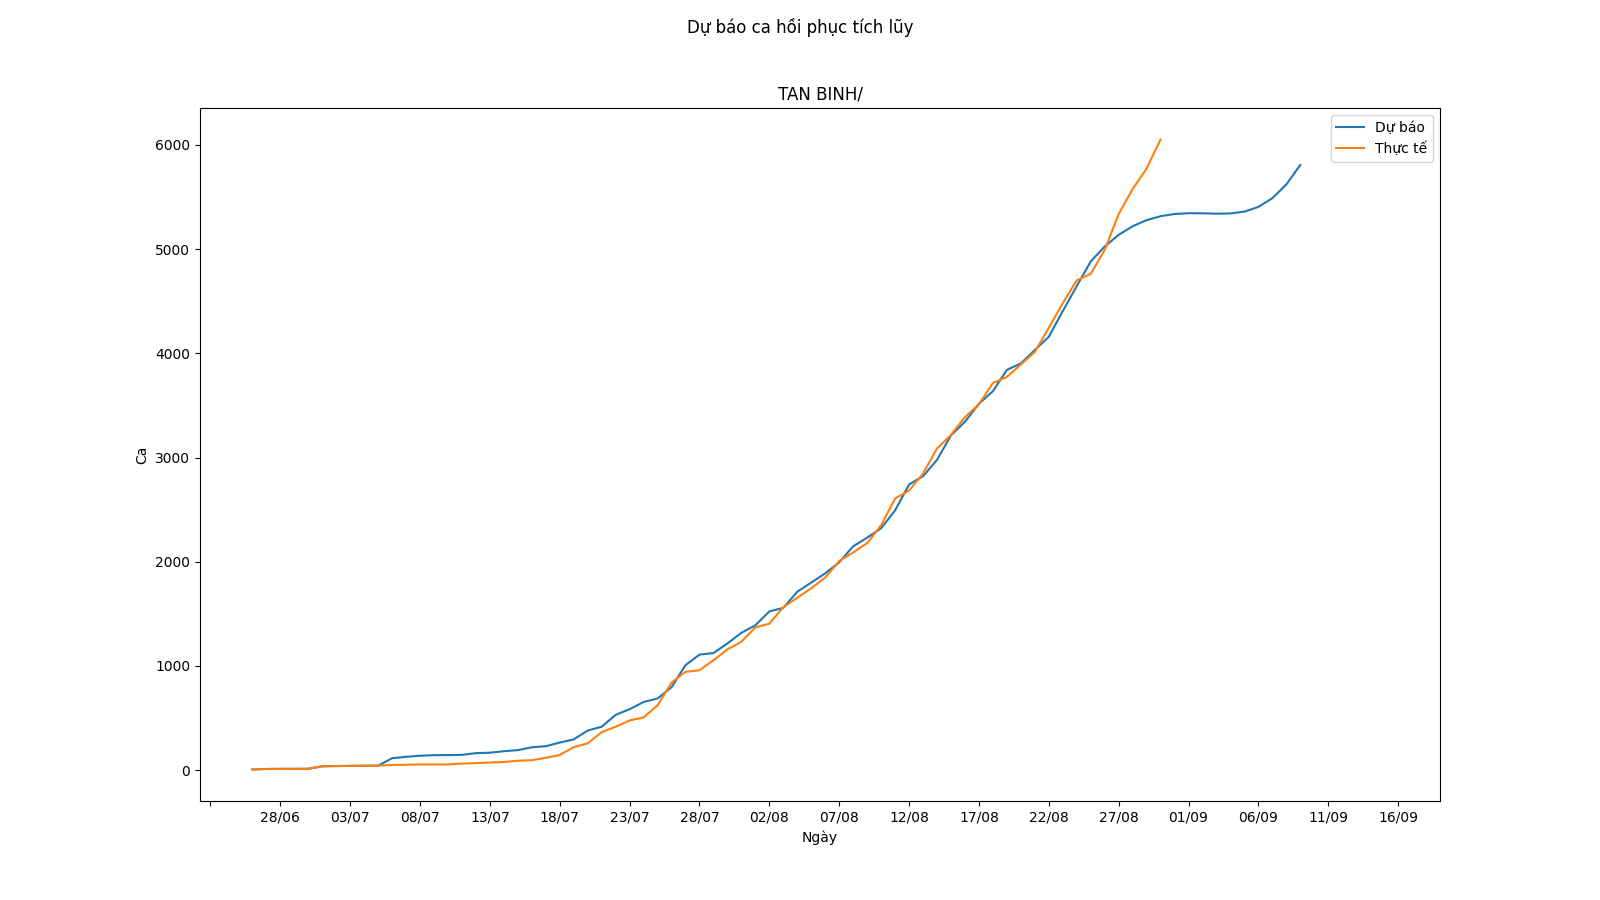 Dự báo ca hồi phục tích lũy
TAN BINH/
Dự báo
Thực tế
6000
5000
4000
3000
2000
1000
0
Ca
28/06 03/07 08/07 13/07 18/07 23/07 28/07 02/08 07/08 12/08 17/08 22/08 27/08 01/09 06/09 11/09 16/09
Ngày